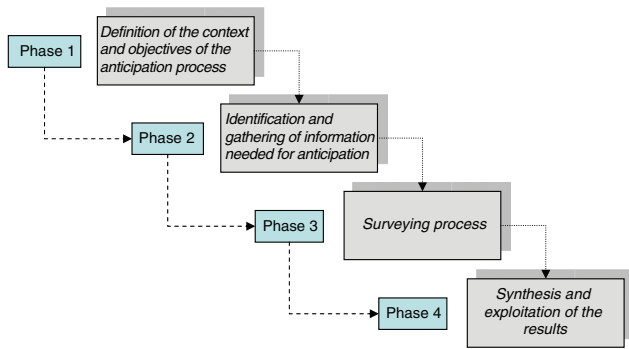 Phase 1
Definition of the context
and objectives of the
anticipation process
Phase 2
Identification and
gathering of information
needed for anticipation
Phase 3
Surveying process
Phase 4
Synthesis and
exploitation of the
results